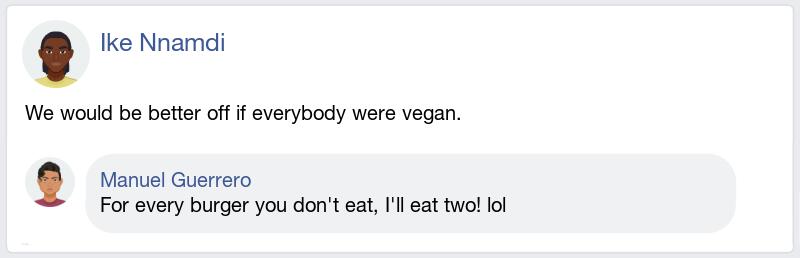 Ike Nnamdi
We would be better off if everybody were vegan.
Manuel Guerrero
For every burger you don't eat, I'll eat two! lol